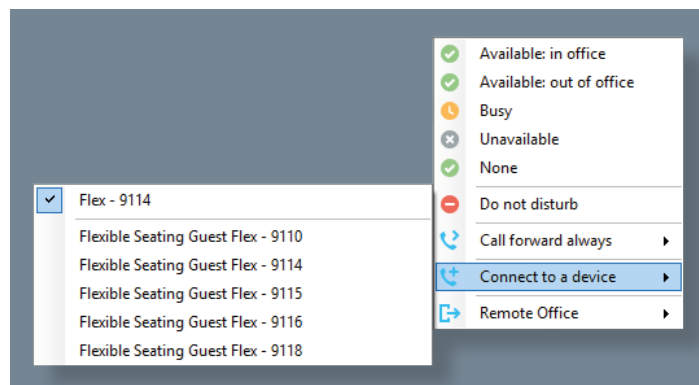 Available: in office
Available: out of office
Busy
Unavailable
None
Do not disturb
Call forward always
Connect to a device
Remote Office
Flex - 9114
Flexible Seating Guest Flex - 9110
Flexible Seating Guest Flex - 9114
Flexible Seating Guest Flex - 9115
Flexible Seating Guest Flex - 9116
Flexible Seating Guest Flex - 9118